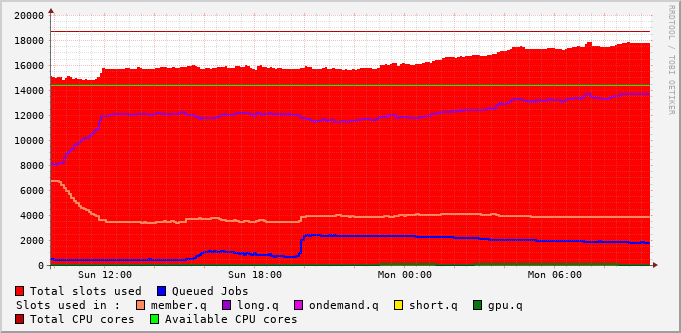 20000
18000
16000
14000
12000
10000
8000
6000
4000
2000
0
Sun 12:00 Sun 18:00 Mon 00:00 Mon 06:00
Total slots used Queued Jobs
Slots used in : member.q long.q ondemand.q short.q gpu.q
Total CPU cores Available CPU cores
RRDTOOL / TOBI OETIKER